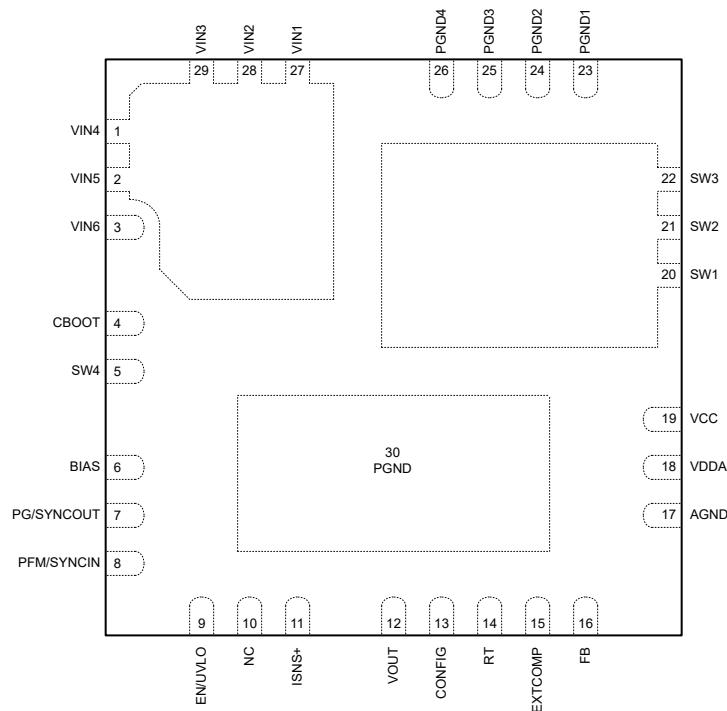 VIN3
VIN2
VIN1
PGND4
PGND3
PGND2
PGND1
29
28
27
26
25
24
23
VIN4 1
VIN5 2
VIN6 3
CBOOT 4
SW4 5
BIAS 6
PG/SYNCOUT 7
PFM/SYNCIN 8
22 SW3
21 SW2
20 SW1
19 VCC
18 VDDA
17 AGND
30
PGND
9
10
11
12
13
14
15
16
EN/UVLO
NC
ISNS+
VOUT
CONFIG
RT
EXTCOMP
FB